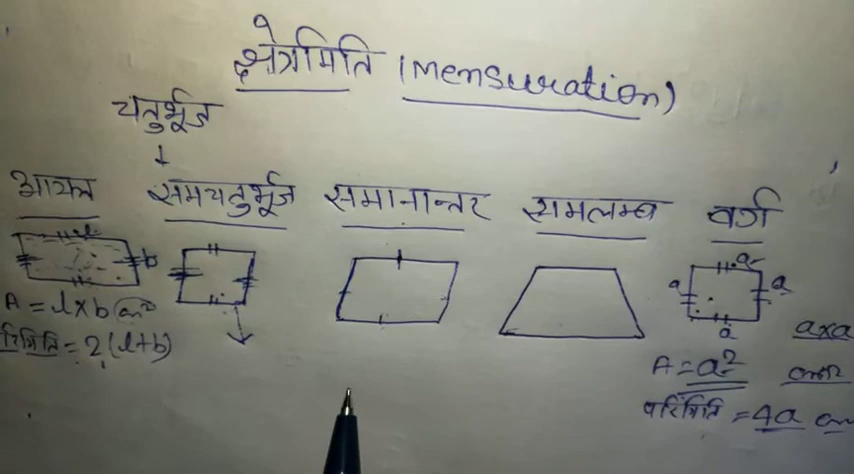 क्षेत्रमिति (Mensuration)
चतुर्भूज
आयत समचतुर्भूज समानान्तर समलम्ब वर्ग
l b a a a a
A = l×b cm²
परिमिति = 2(l+b)
a×a
A = a² cm²
परिमिति = 4a cm